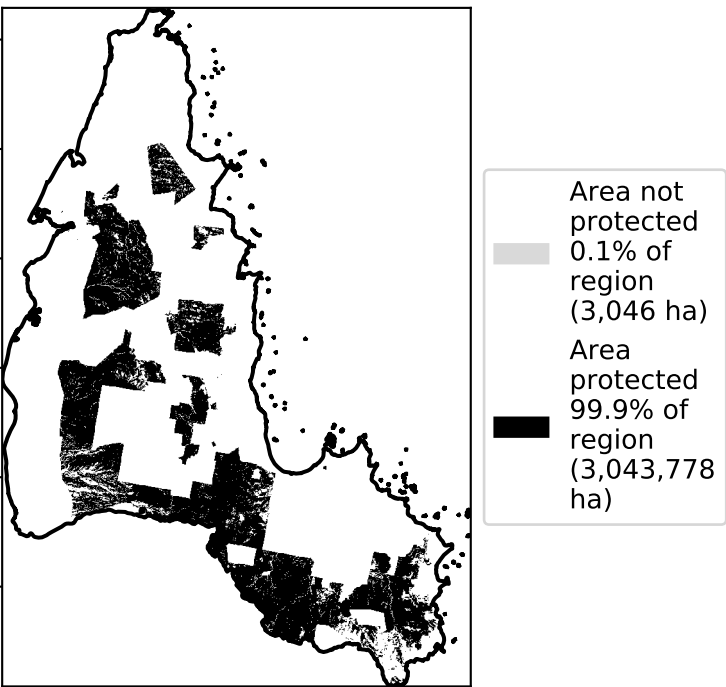 Area not
protected
0.1% of
region
(3,046 ha)
Area
protected
99.9% of
region
(3,043,778
ha)